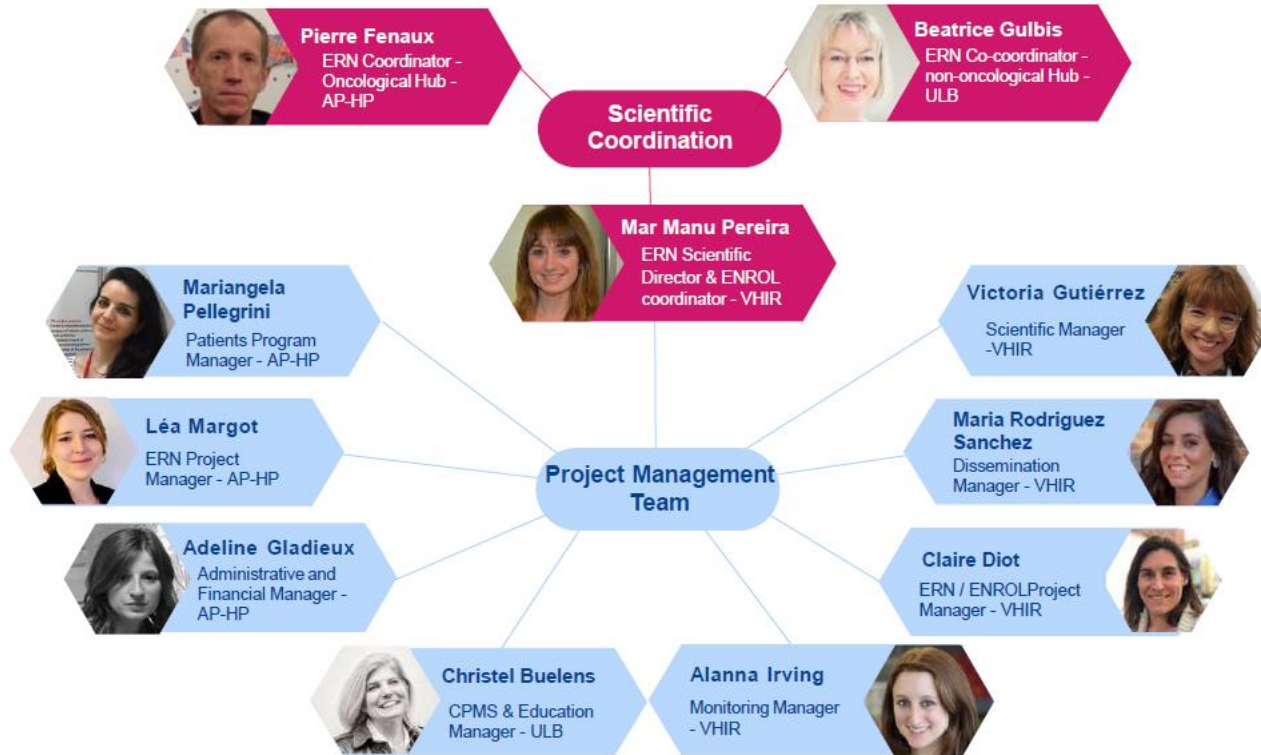 Pierre Fenaux
ERN Coordinator -
Oncological Hub -
AP-HP
Beatrice Gulbis
ERN Co-coordinator -
non-oncological Hub -
ULB
Scientific
Coordination
Mar Manu Pereira
ERN Scientific
Director & ENROL
coordinator - VHIR
Mariangela
Pellegrini
Patients Program
Manager - AP-HP
Victoria Gutiérrez
Scientific Manager
-VHIR
Léa Margot
ERN Project
Manager - AP-HP
Maria Rodriguez
Sanchez
Dissemination
Manager - VHIR
Project Management
Team
Adeline Gladieux
Administrative and
Financial Manager -
AP-HP
Claire Diot
ERN / ENROLProject
Manager - VHIR
Christel Buelens
CPMS & Education
Manager - ULB
Alanna Irving
Monitoring Manager
- VHIR